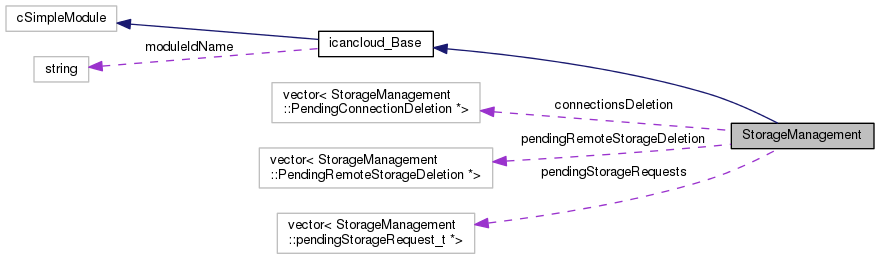 cSimpleModule
moduleIdName
icancloud_Base
string
vector< StorageManagement
::PendingConnectionDeletion *>
connectionsDeletion
StorageManagement
pendingRemoteStorageDeletion
vector< StorageManagement
::PendingRemoteStorageDeletion *>
pendingStorageRequests
vector< StorageManagement
::pendingStorageRequest_t *>